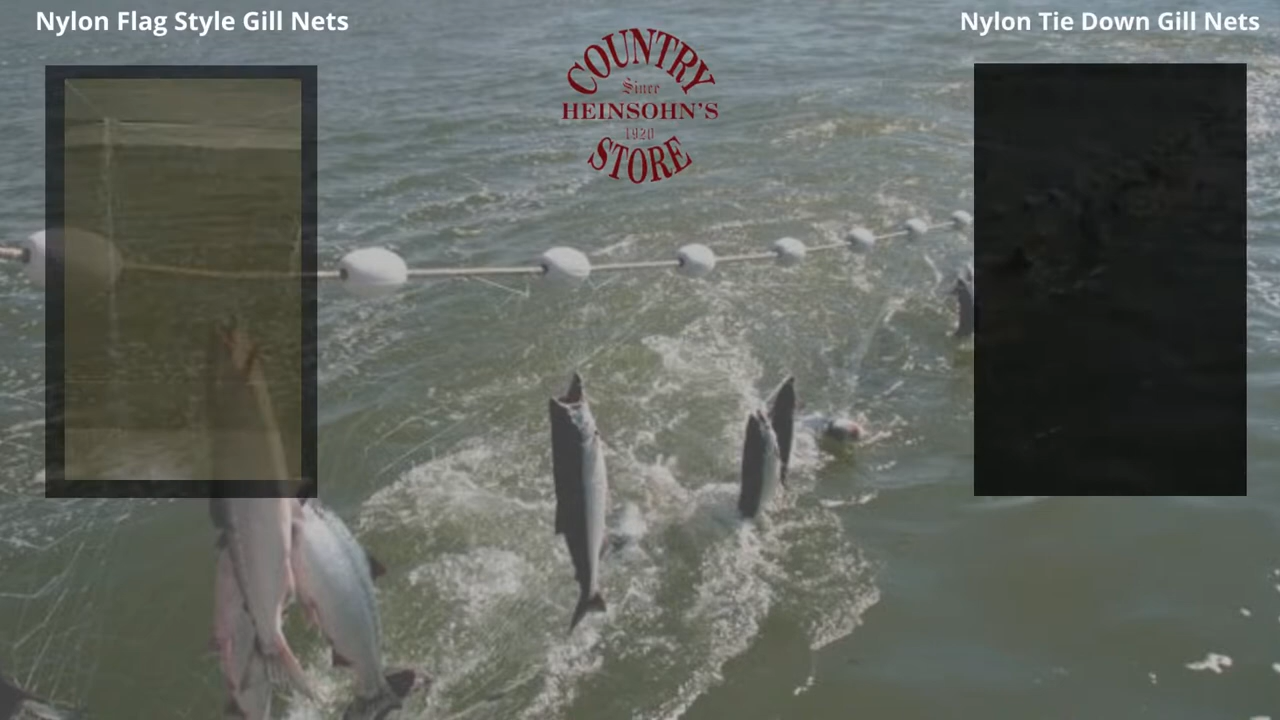 Nylon Flag Style Gill Nets
Nylon Tie Down Gill Nets
COUNTRY
Since
HEINSOHN'S
1920
STORE